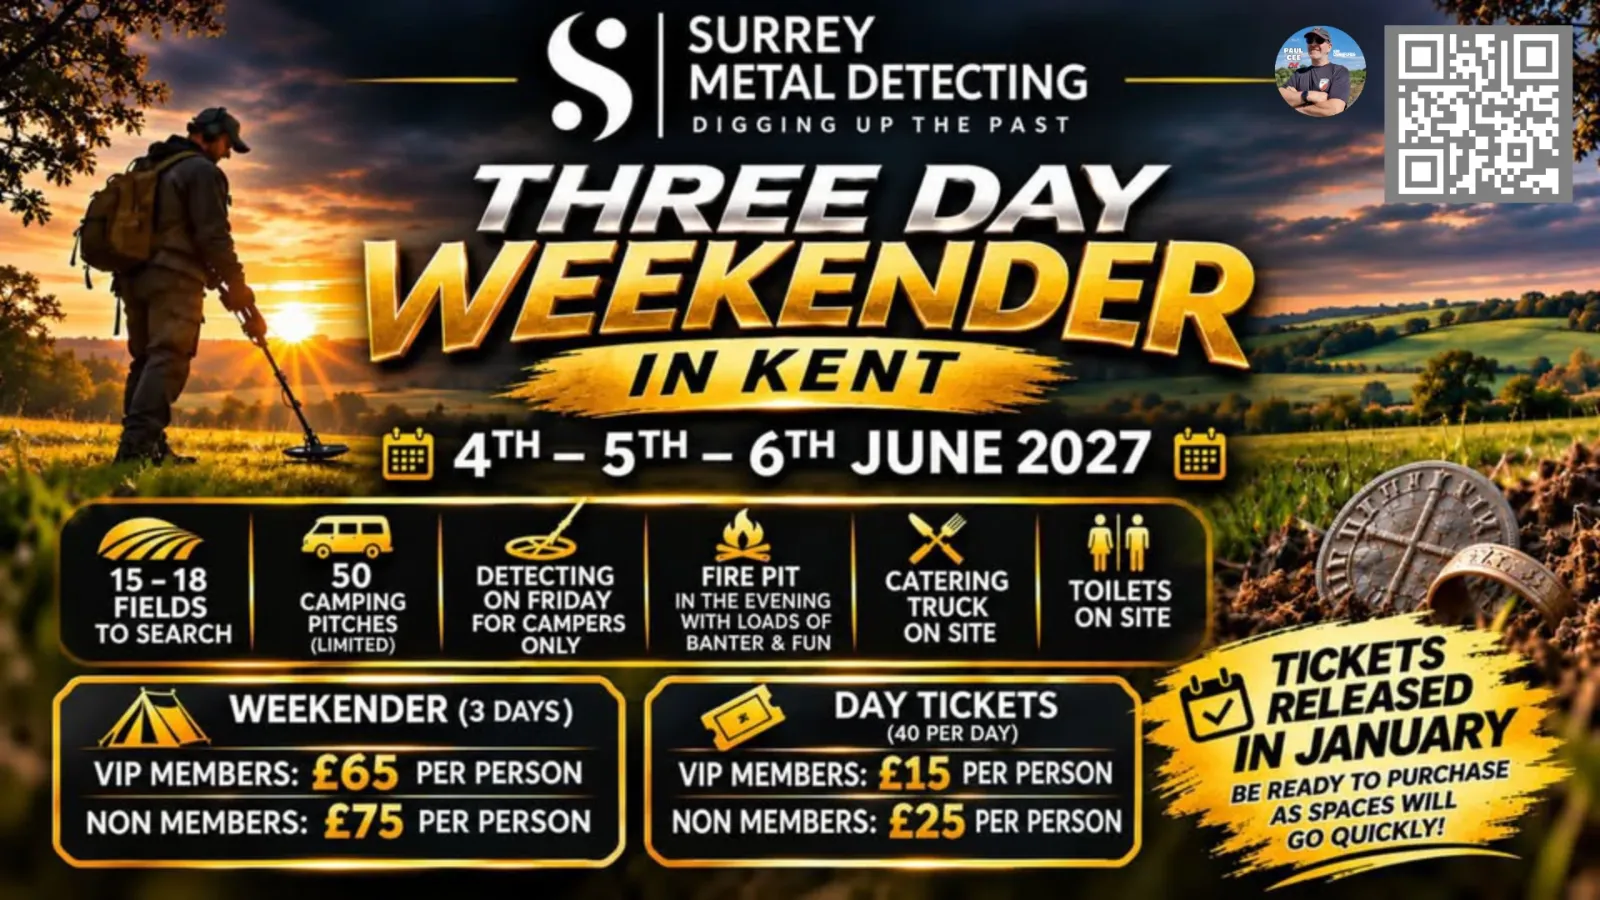 SURREY
METAL DETECTING
DIGGING UP THE PAST
PAUL
CEE
THREE DAY
WEEKENDER
IN KENT
4TH – 5TH – 6TH JUNE 2027
15 – 18
FIELDS
TO SEARCH
50
CAMPING
PITCHES
(LIMITED)
DETECTING
ON FRIDAY
FOR CAMPERS
ONLY
FIRE PIT
IN THE EVENING
WITH LOADS OF
BANTER & FUN
CATERING
TRUCK
ON SITE
TOILETS
ON SITE
WEEKENDER (3 DAYS)
VIP MEMBERS: £65 PER PERSON
NON MEMBERS: £75 PER PERSON
DAY TICKETS
(40 PER DAY)
VIP MEMBERS: £15 PER PERSON
NON MEMBERS: £25 PER PERSON
TICKETS
RELEASED
IN JANUARY
BE READY TO PURCHASE
AS SPACES WILL
GO QUICKLY!